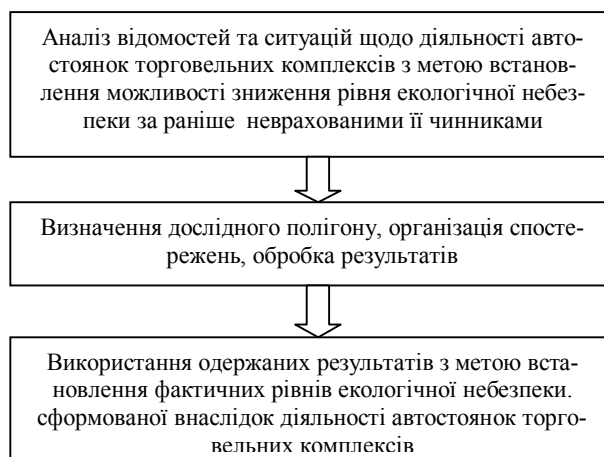 Аналіз відомостей та ситуацій щодо діяльності авто-
стоянок торговельних комплексів з метою встанов-
лення можливості зниження рівня екологічної небез-
пеки за раніше неврахованими її чинниками
Визначення дослідного полігону, організація спосте-
режень, обробка результатів
Використання одержаних результатів з метою вста-
новлення фактичних рівнів екологічної небезпеки.
сформованої внаслідок діяльності автостоянок торго-
вельних комплексів